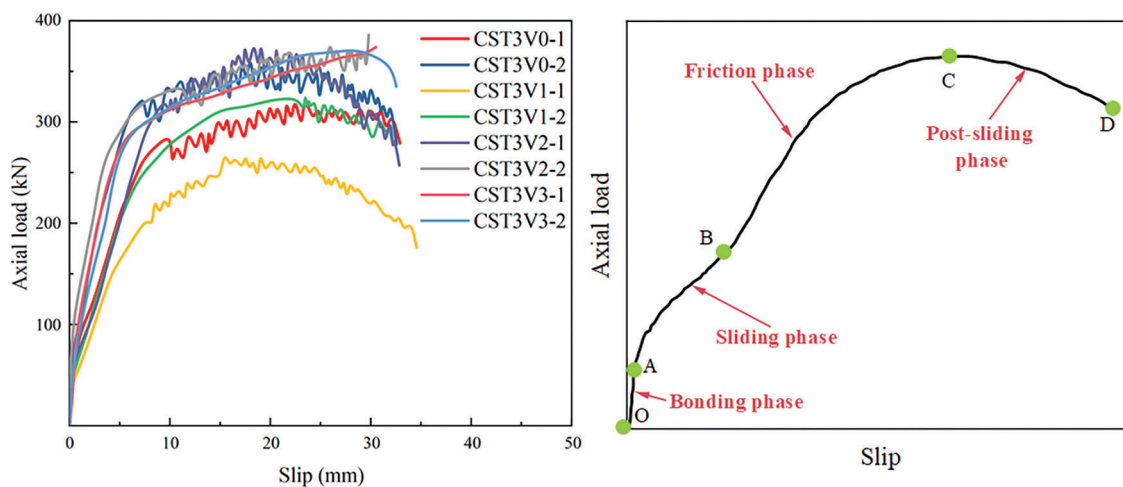 400
300
200
100
0
10
20
30
40
50
Axial load (kN)
Slip (mm)
CST3V0-1
CST3V0-2
CST3V1-1
CST3V1-2
CST3V2-1
CST3V2-2
CST3V3-1
CST3V3-2
Axial load
Slip
Friction phase
C
Post-sliding
phase
D
B
Sliding phase
A
Bonding phase
O